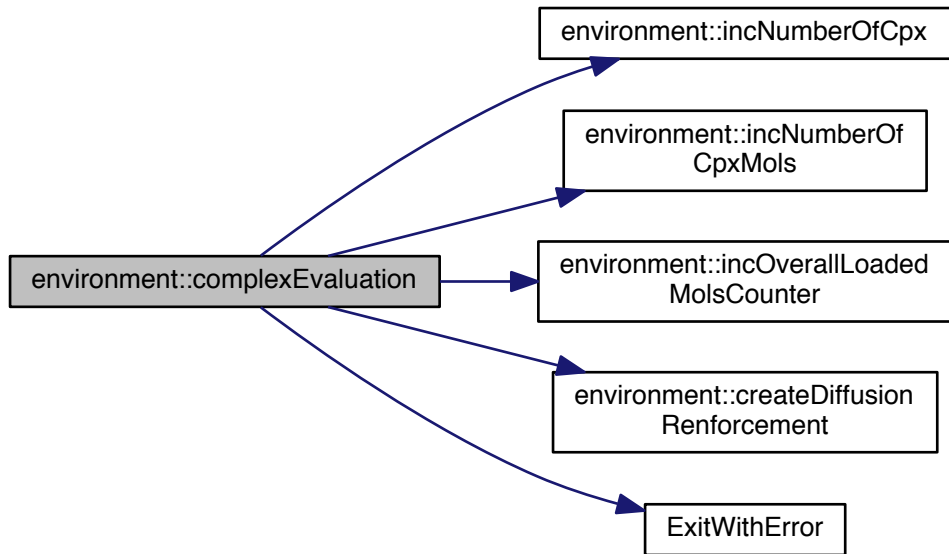 environment::incNumberOfCpx
environment::incNumberOf
CpxMols
environment::complexEvaluation
environment::incOverallLoaded
MolsCounter
environment::createDiffusion
Renforcement
ExitWithError